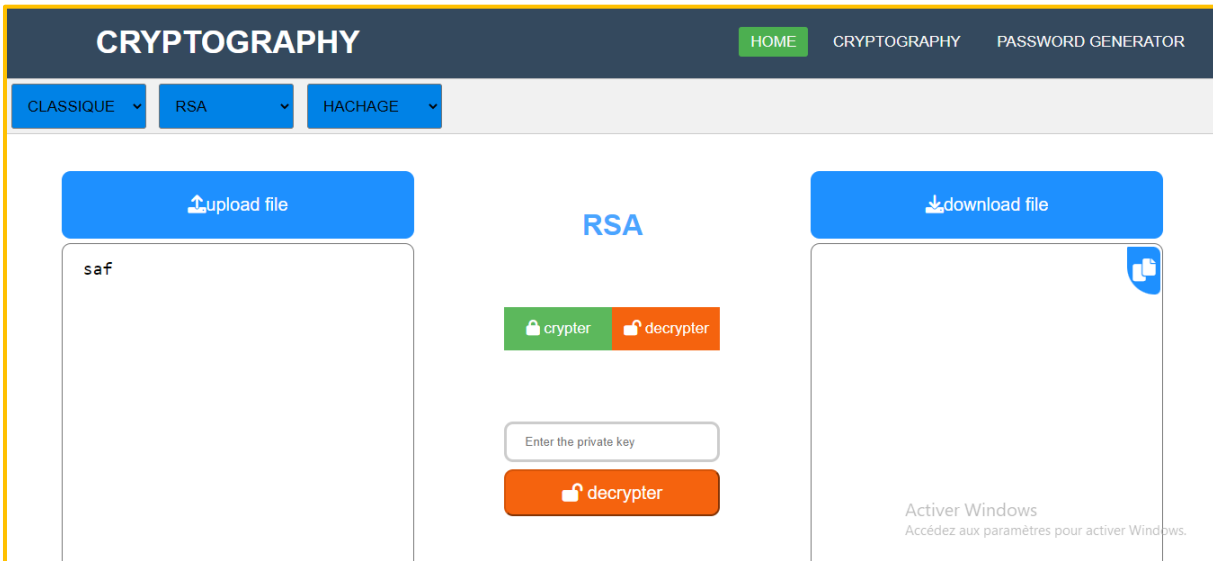 CRYPTOGRAPHY
HOME CRYPTOGRAPHY PASSWORD GENERATOR
CLASSIQUE RSA HACHAGE
upload file
saf
RSA
crypter decrypter
Enter the private key
decrypter
download file
Activer Windows
Accédez aux paramètres pour activer Windows.